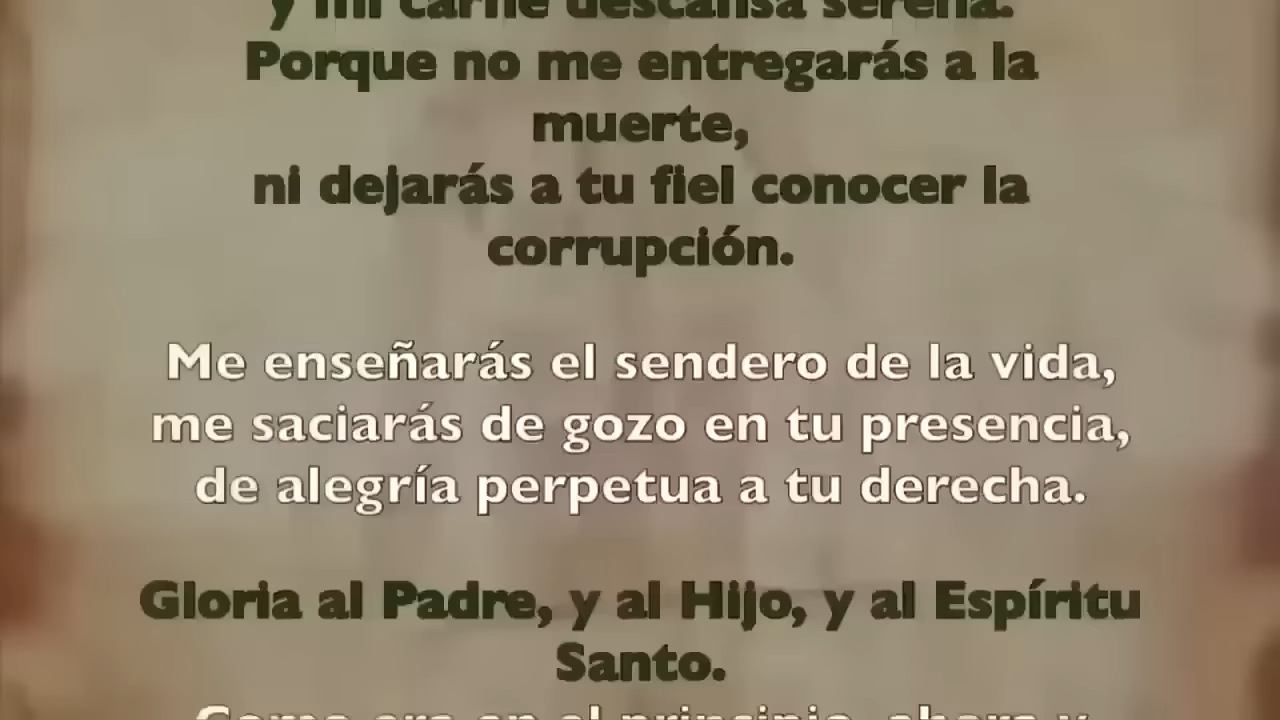 y mi carne descansa serena.
Porque no me entregarás a la
muerte,
ni dejarás a tu fiel conocer la
corrupción.
Me enseñarás el sendero de la vida,
me saciarás de gozo en tu presencia,
de alegría perpetua a tu derecha.
Gloria al Padre, y al Hijo, y al Espíritu
Santo.
Como era en el principio, ahora y